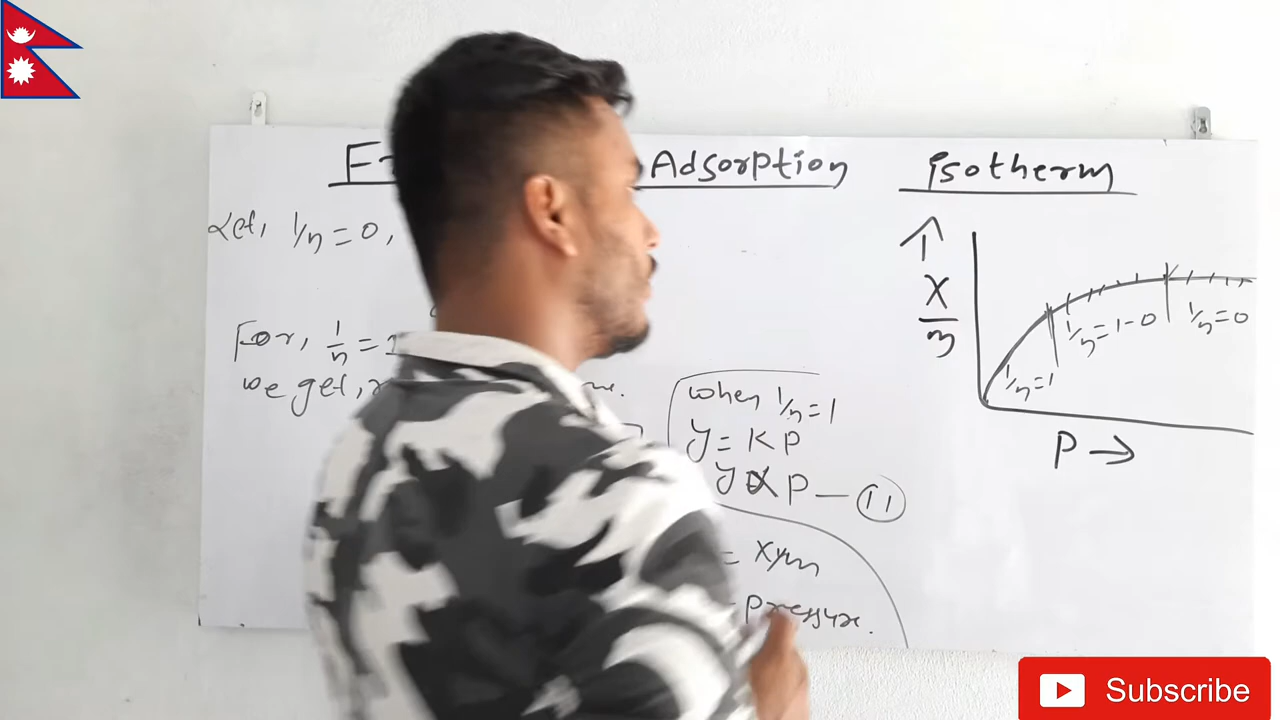 Adsorption isotherm
Let, 1/n = 0,
For, 1/n = 1
we get,
when 1/n = 1
y = K P
y α P — (11)
= x/m
Pressure.
↑
X/m
1/n = 1
1/n = 1-0
1/n = 0
P →
Subscribe